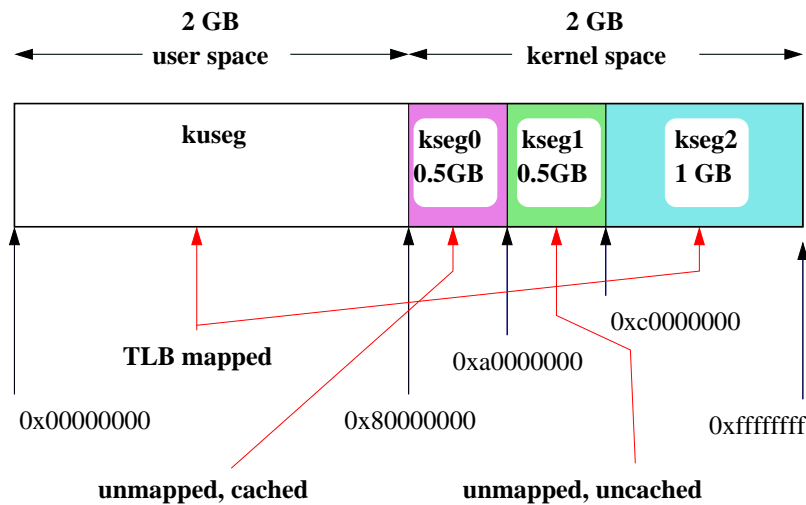 2 GB
user space
2 GB
kernel space
kuseg
kseg0
0.5GB
kseg1
0.5GB
kseg2
1 GB
0xc0000000
TLB mapped
0xa0000000
0x00000000
0x80000000
0xffffffff
unmapped, cached
unmapped, uncached